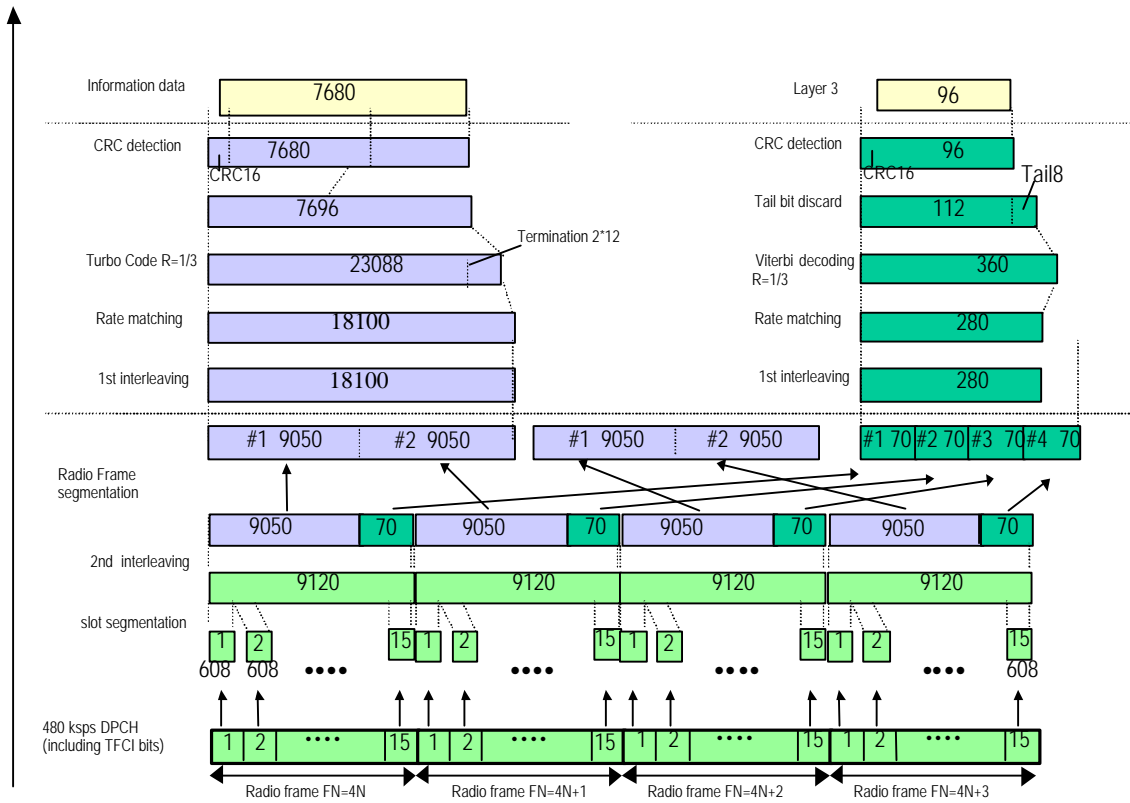 Information data 7680 Layer 3 96
CRC detection 7680 CRC detection 96
CRC16 CRC16
Tail8
7696 Tail bit discard 112
Termination 2*12
Turbo Code R=1/3 23088 Viterbi decoding 360
R=1/3
Rate matching 18100 Rate matching 280
1st interleaving 18100 1st interleaving 280
#1 9050 #2 9050 #1 9050 #2 9050 #1 70 #2 70 #3 70 #4 70
Radio Frame
segmentation
9050 70 9050 70 9050 70 9050 70
2nd interleaving
9120 9120 9120 9120
slot segmentation
1 2 15 1 2 15 1 2 15 1 2 15
608 608 •••• •••• •••• •••• 608
480 ksps DPCH
(including TFCI bits)
1 2 •••• 15 1 2 •••• 15 1 2 •••• 15 1 2 •••• 15
Radio frame FN=4N Radio frame FN=4N+1 Radio frame FN=4N+2 Radio frame FN=4N+3